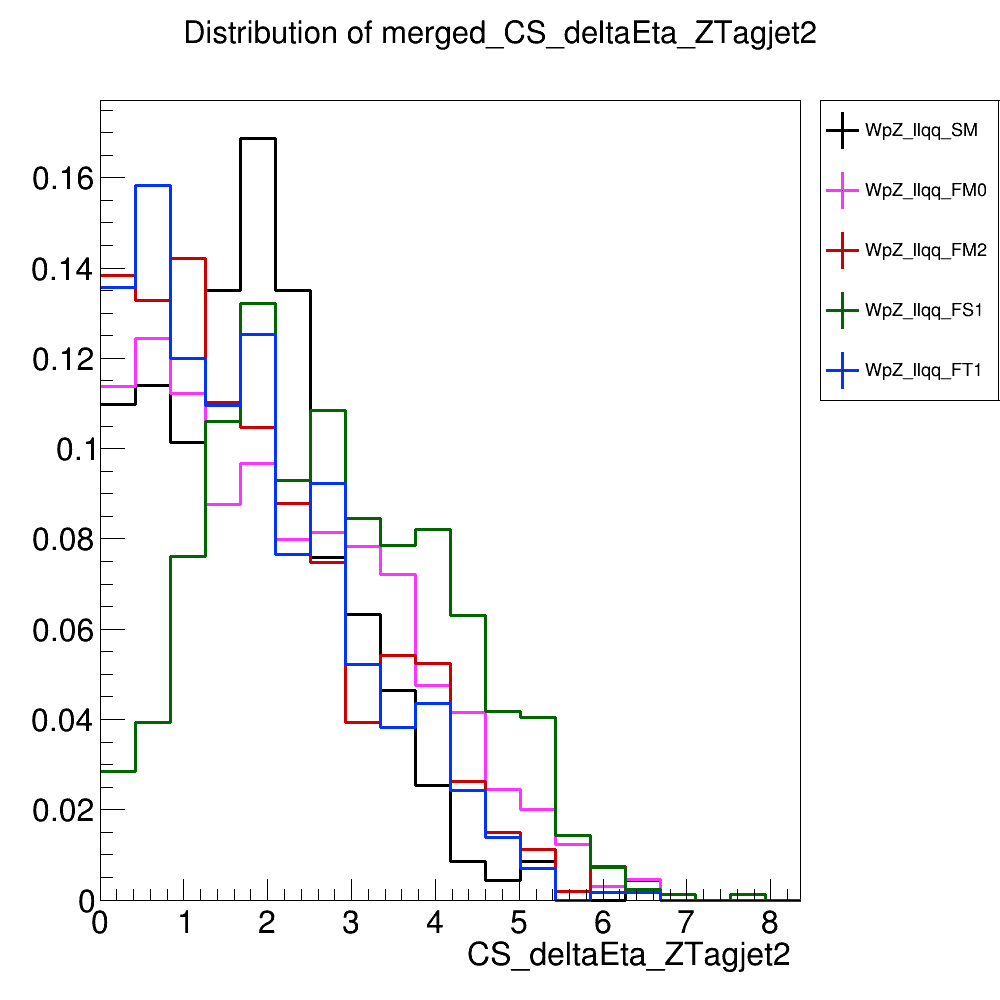 Distribution of merged_CS_deltaEta_ZTagjet2
WpZ_llqq_SM
WpZ_llqq_FM0
WpZ_llqq_FM2
WpZ_llqq_FS1
WpZ_llqq_FT1
0.16
0.14
0.12
0.1
0.08
0.06
0.04
0.02
0
0 1 2 3 4 5 6 7 8
CS_deltaEta_ZTagjet2